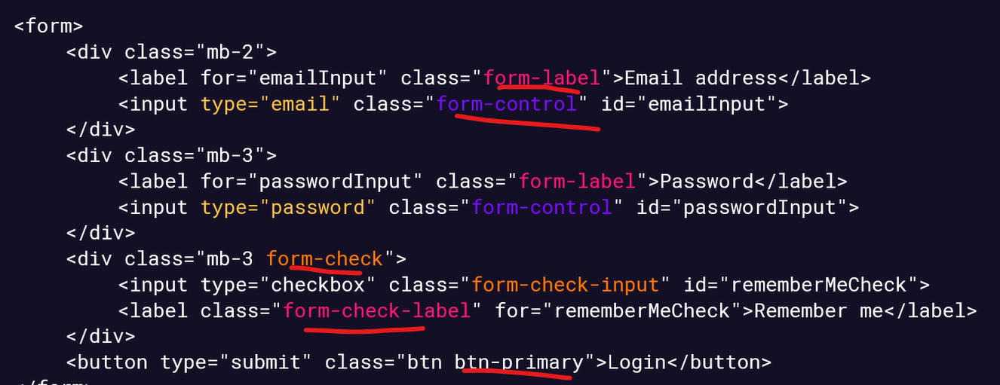 <form>
<div class="mb-2">
<label for="emailInput" class="form-label">Email address</label>
<input type="email" class="form-control" id="emailInput">
</div>
<div class="mb-3">
<label for="passwordInput" class="form-label">Password</label>
<input type="password" class="form-control" id="passwordInput">
</div>
<div class="mb-3 form-check">
<input type="checkbox" class="form-check-input" id="rememberMeCheck">
<label class="form-check-label" for="rememberMeCheck">Remember me</label>
</div>
<button type="submit" class="btn btn-primary">Login</button>
</form>